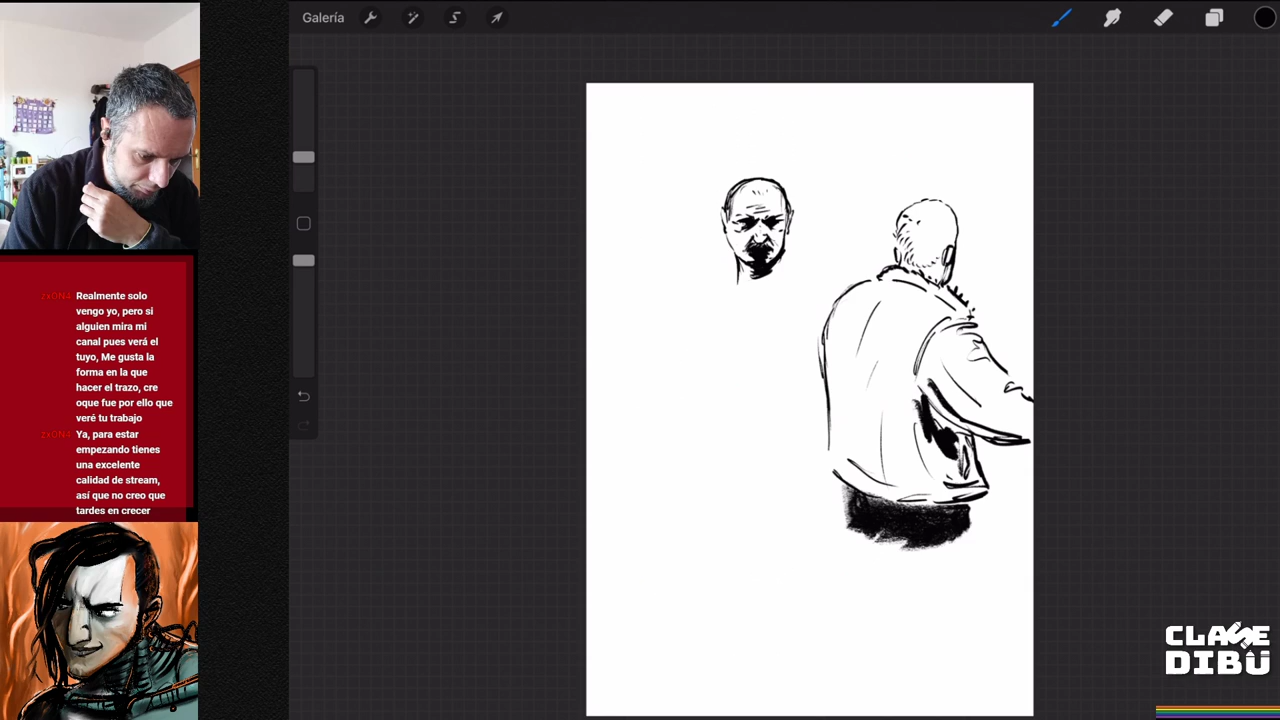 Galería
zxDN4 Realmente solo
vengo yo, pero si
alguien mira mi
canal pues verá el
tuyo, Me gusta la
forma en la que
hacer el trazo, cre
oque fue por ello que
veré tu trabajo
zxDN4 Ya, para estar
empezando tienes
una excelente
calidad de stream,
así que no creo que
tardes en crecer
CLASE
DIBU